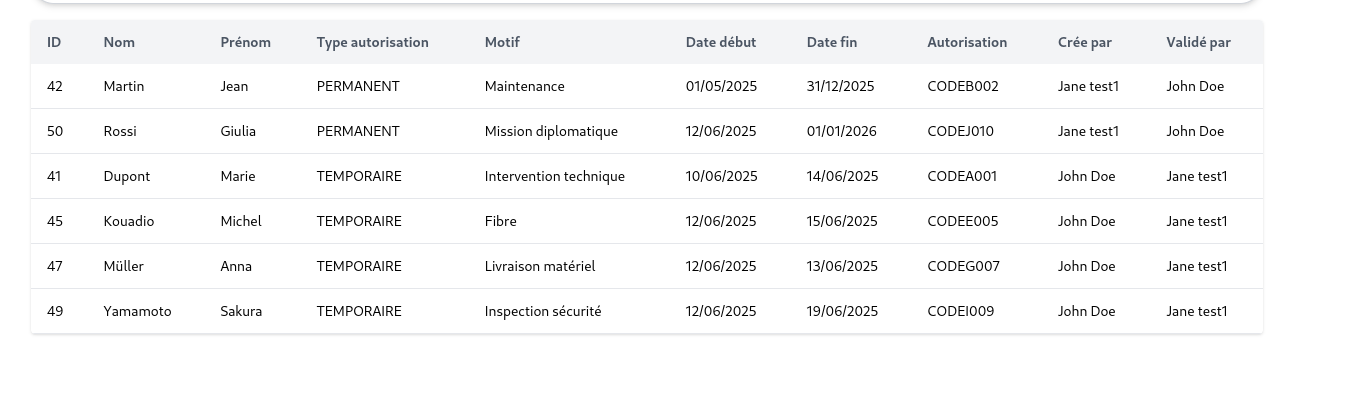 ID Nom Prénom Type autorisation Motif Date début Date fin Autorisation Crée par Validé par
42 Martin Jean PERMANENT Maintenance 01/05/2025 31/12/2025 CODEB002 Jane test1 John Doe
50 Rossi Giulia PERMANENT Mission diplomatique 12/06/2025 01/01/2026 CODEJ010 Jane test1 John Doe
41 Dupont Marie TEMPORAIRE Intervention technique 10/06/2025 14/06/2025 CODEA001 John Doe Jane test1
45 Kouadio Michel TEMPORAIRE Fibre 12/06/2025 15/06/2025 CODEE005 John Doe Jane test1
47 Müller Anna TEMPORAIRE Livraison matériel 12/06/2025 13/06/2025 CODEG007 John Doe Jane test1
49 Yamamoto Sakura TEMPORAIRE Inspection sécurité 12/06/2025 19/06/2025 CODEI009 John Doe Jane test1